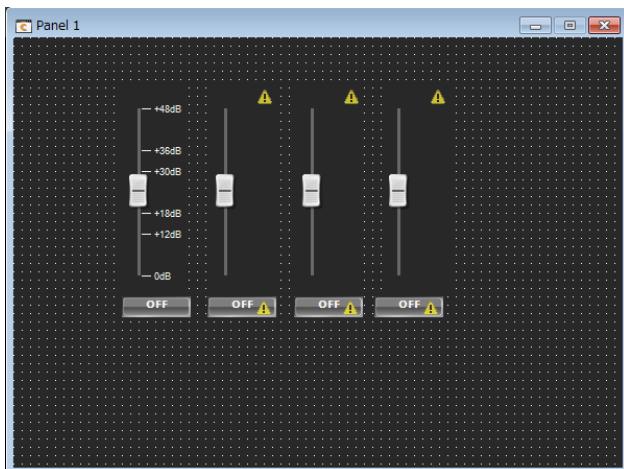 Panel 1
+48dB
+36dB
+30dB
+18dB
+12dB
0dB
OFF OFF OFF OFF